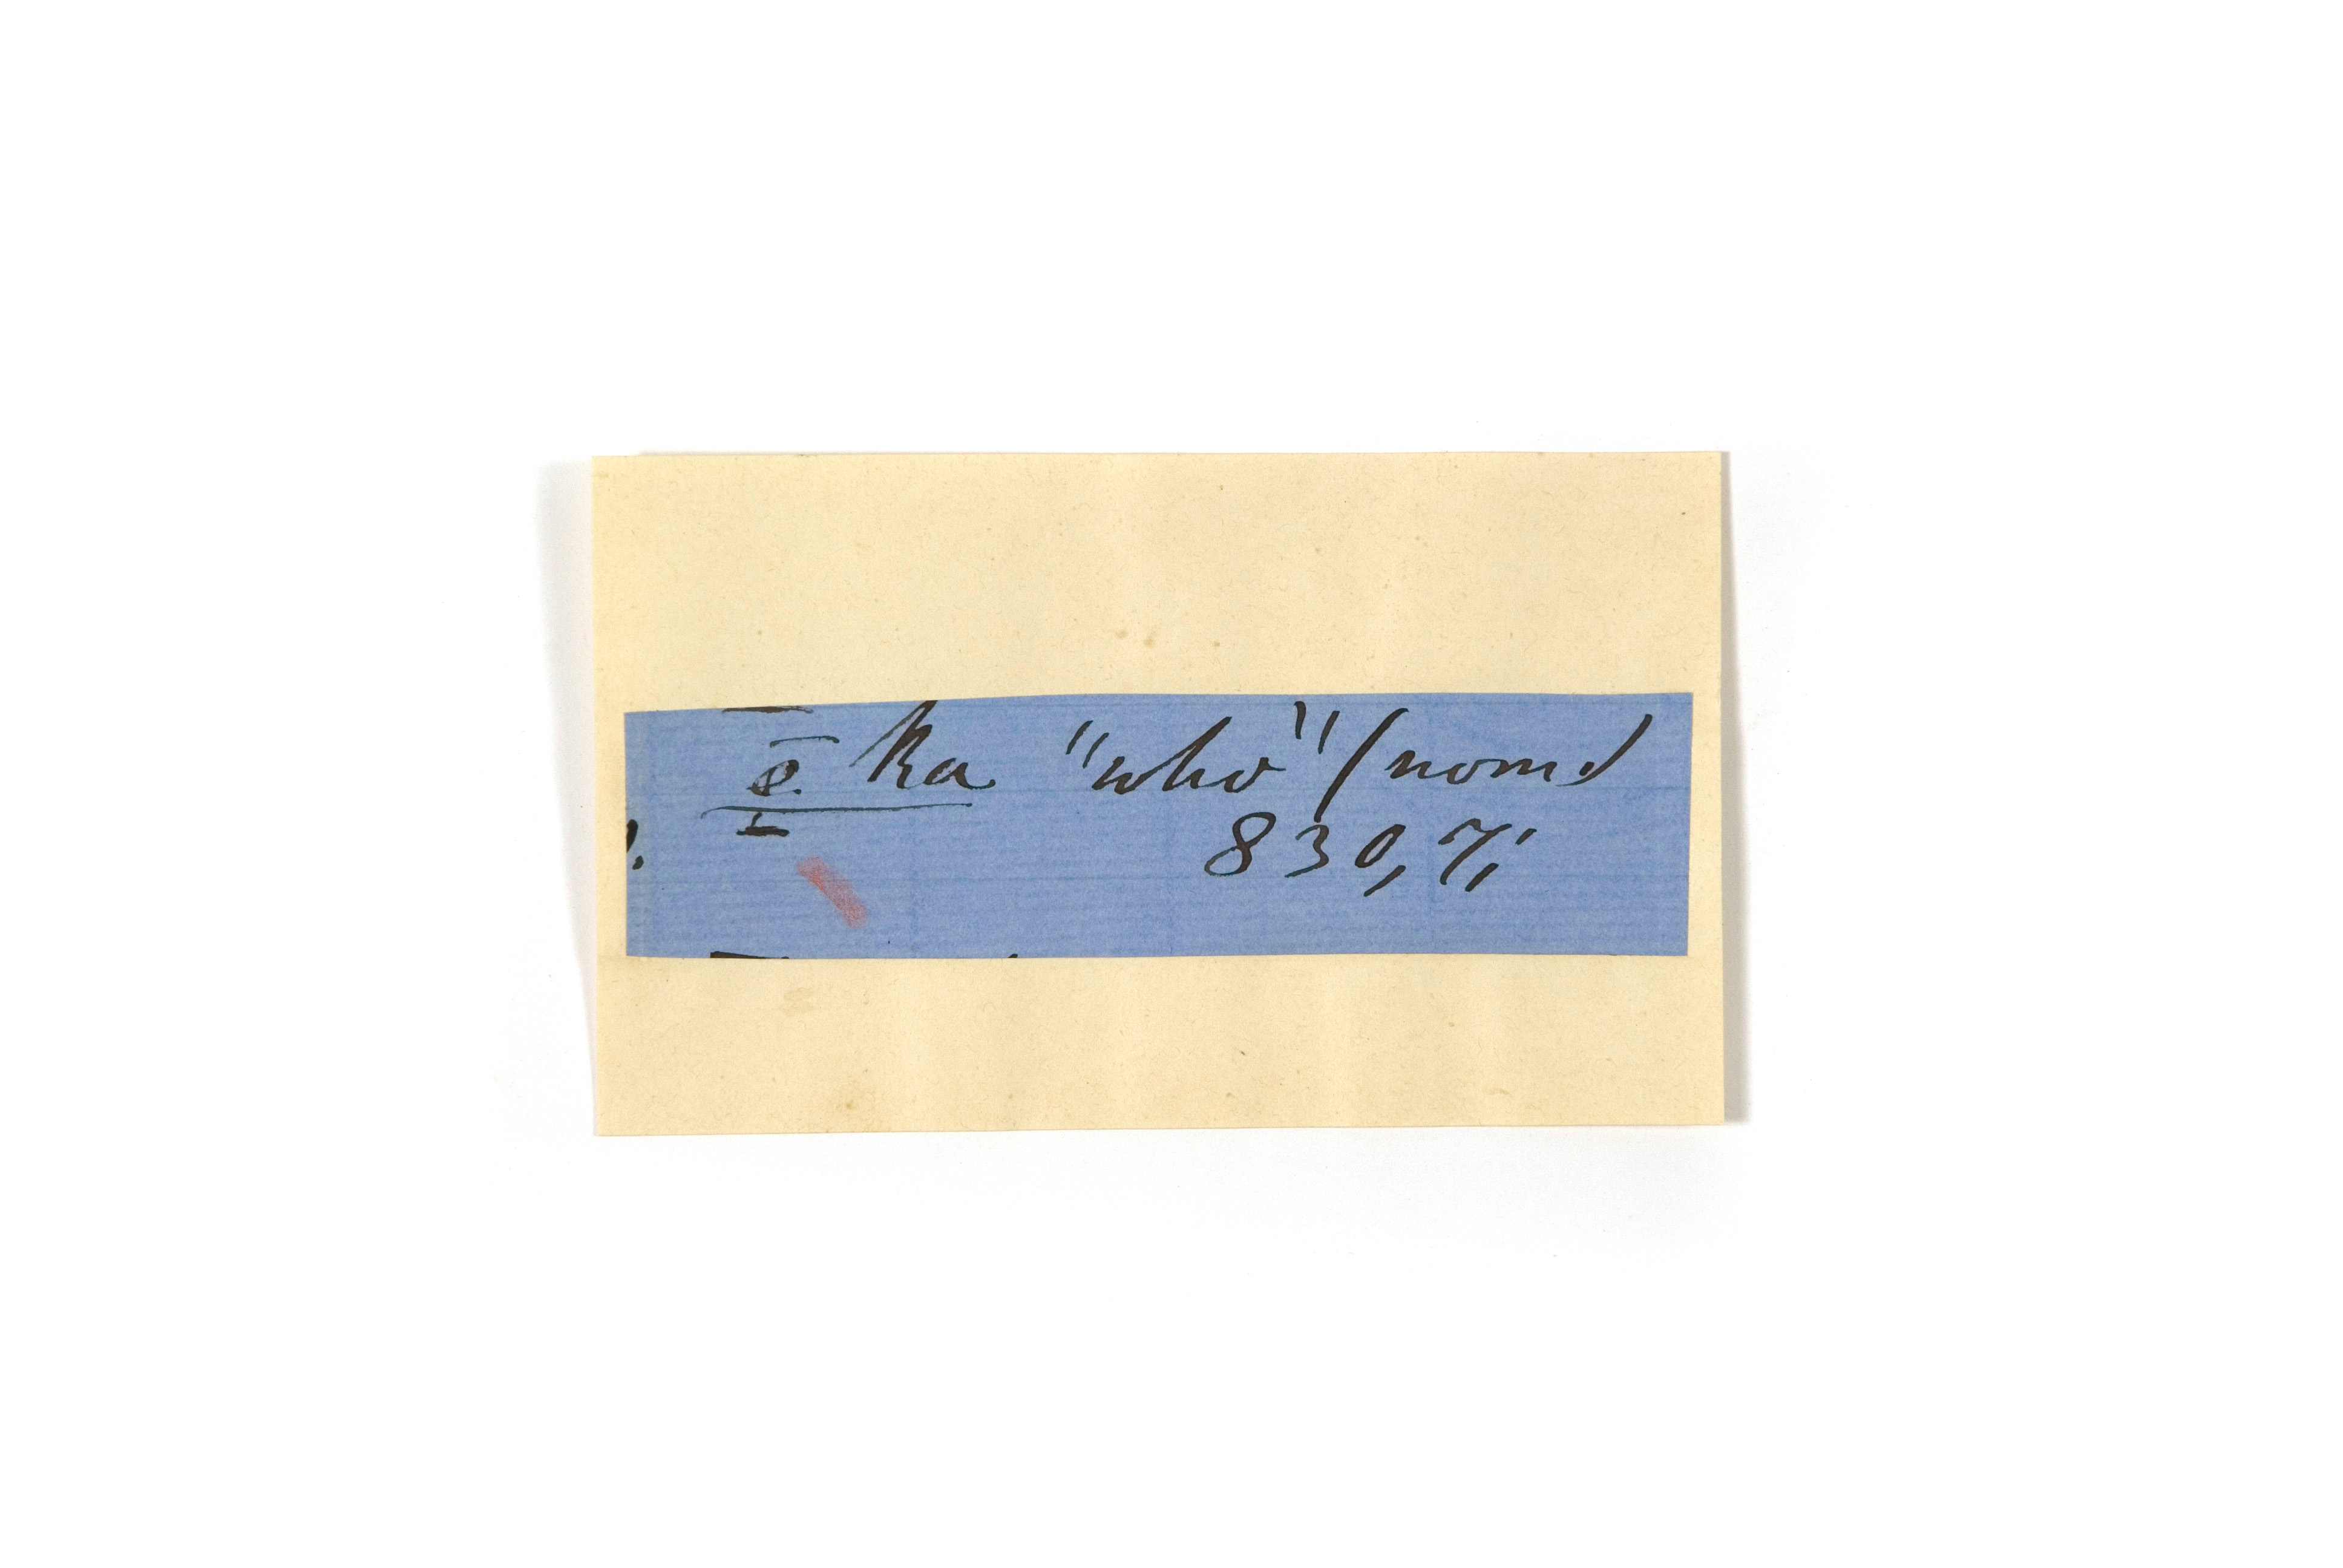 e. ka "who" (nom.)
830, 7;